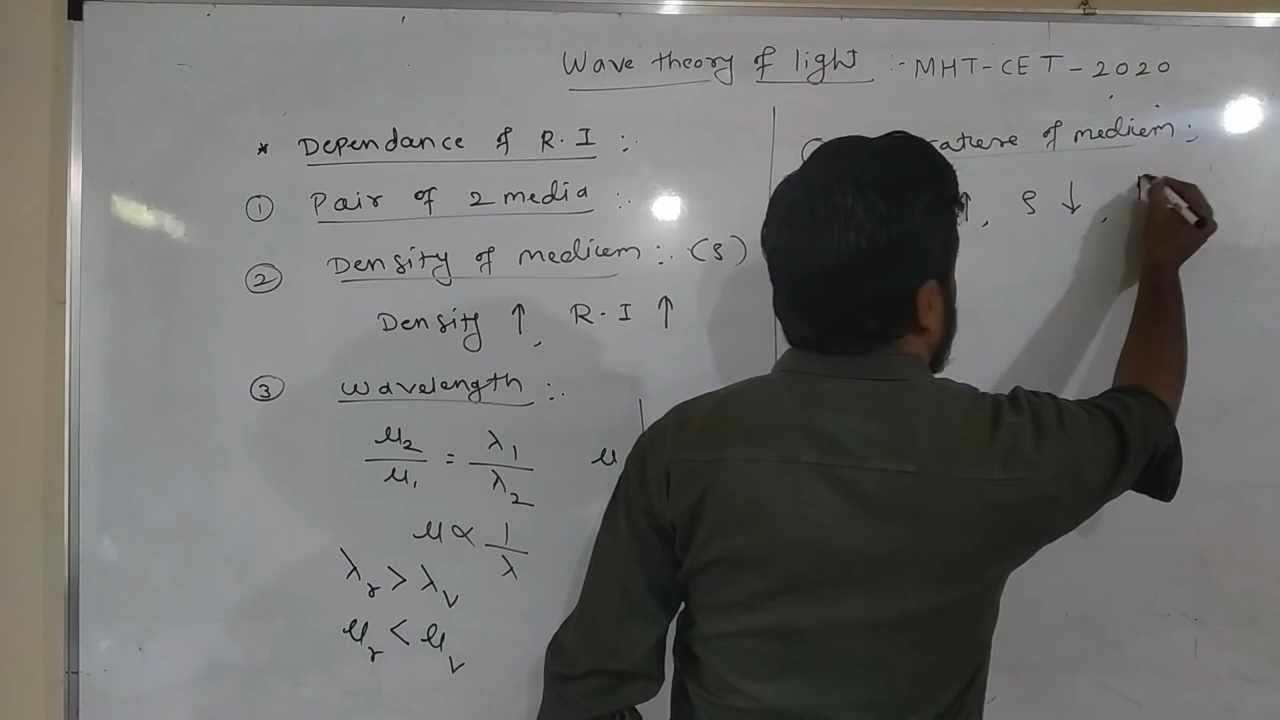 Wave theory of light :- MHT-CET-2020
* Dependance of R.I :
① Pair of 2 media :
② Density of medium : (ρ)
Density ↑, R.I ↑
③ Wavelength :
μ₂/μ₁ = λ₁/λ₂ μ
μ ∝ 1/λ
λr > λv
μr < μv
of medium :
↑, ρ ↓,